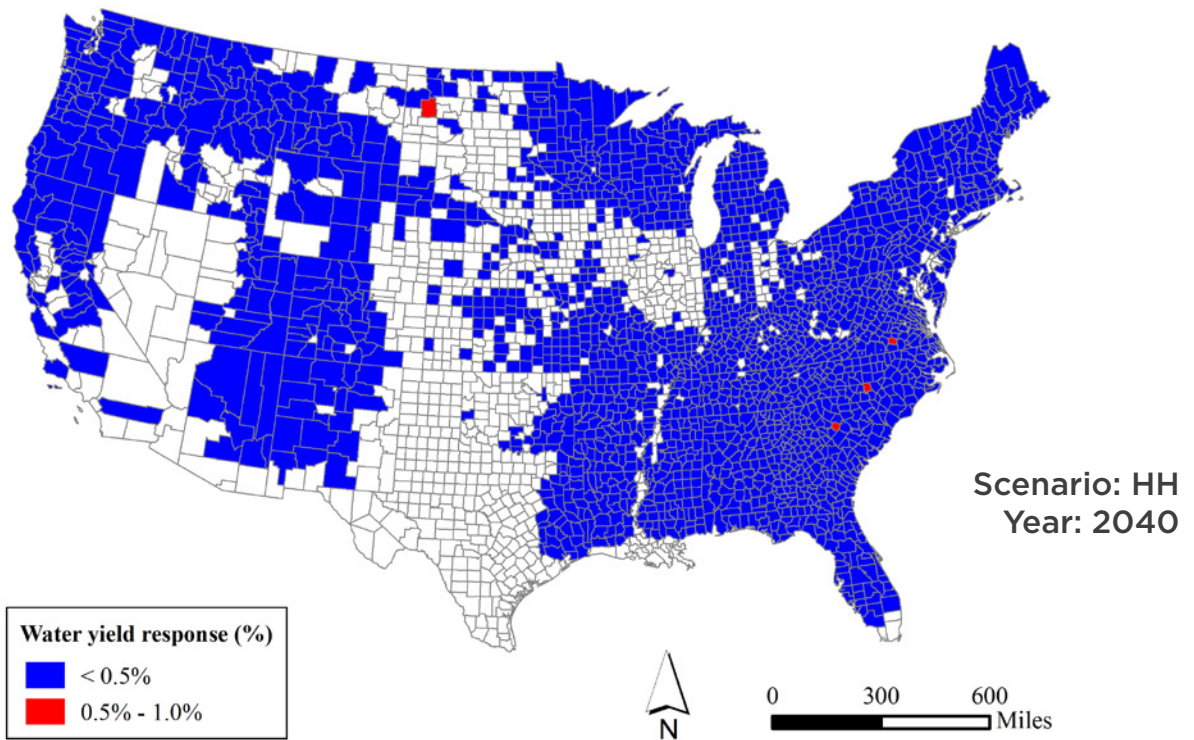 Scenario: HH
Year: 2040
Water yield response (%)
< 0.5%
0.5% - 1.0%
N
0 300 600
Miles